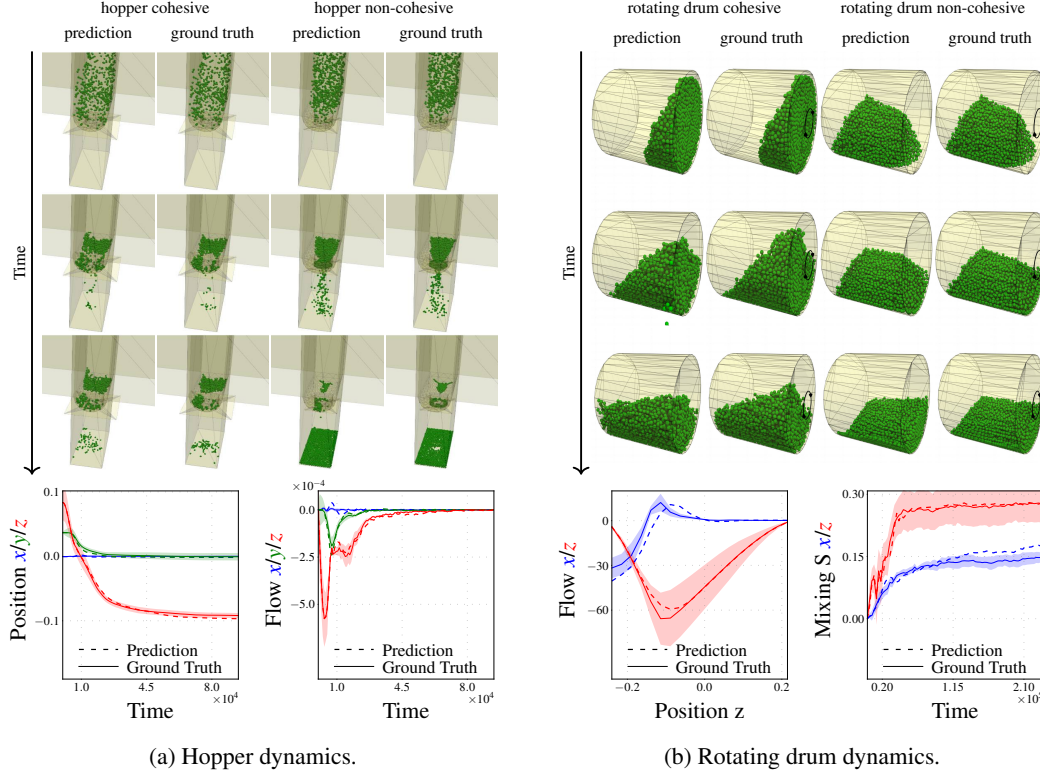 hopper cohesive
hopper non-cohesive
prediction
ground truth
prediction
ground truth
Time
0.1
0.0
−0.1
Position x/y/z
Prediction
Ground Truth
1.0
4.5
8.0
×10⁴
Time
×10⁻⁴
0.0
−2.5
−5.0
Flow x/y/z
Prediction
Ground Truth
1.0
4.5
8.0
×10⁴
Time
(a) Hopper dynamics.
rotating drum cohesive
rotating drum non-cohesive
prediction
ground truth
prediction
ground truth
Time
0
−30
−60
Flow x/z
Prediction
Ground Truth
−0.2
0.0
0.2
Position z
0.30
0.15
0.00
Mixing S x/z
Prediction
Ground Truth
0.20
1.15
2.10
Time
(b) Rotating drum dynamics.